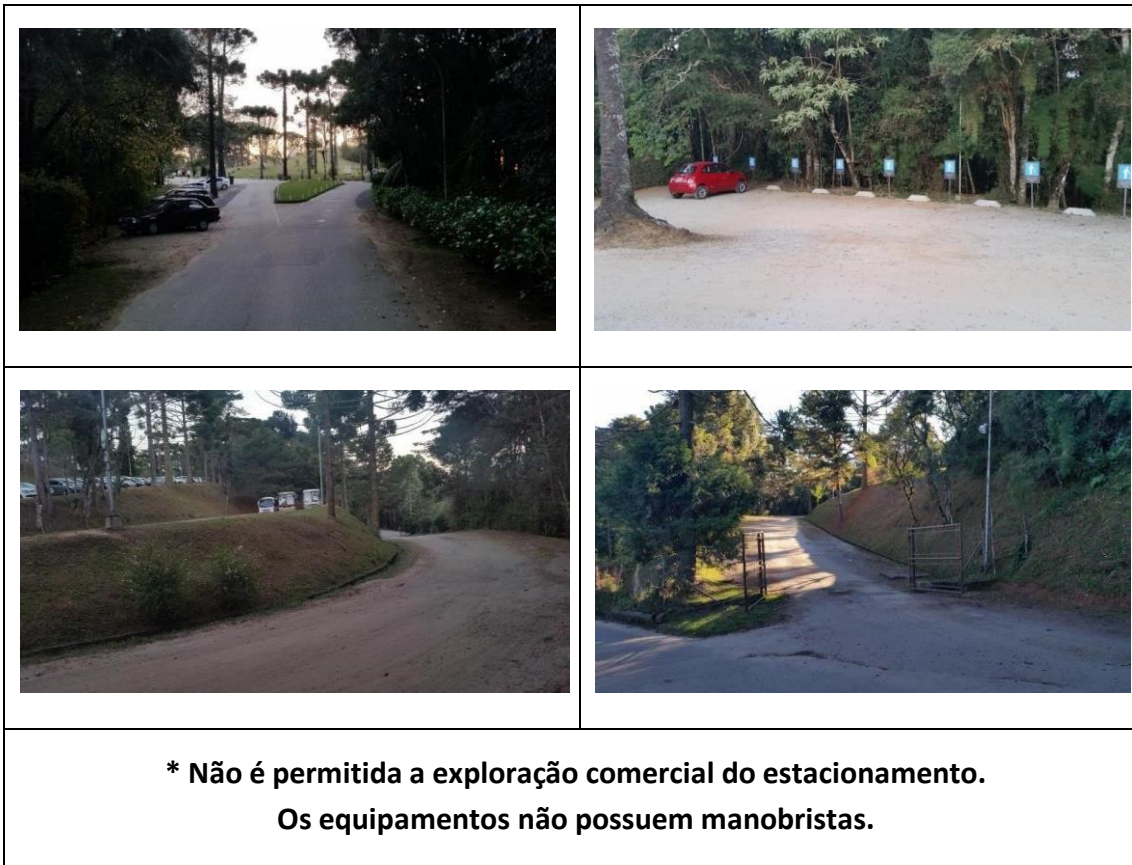 * Não é permitida a exploração comercial do estacionamento.
Os equipamentos não possuem manobristas.